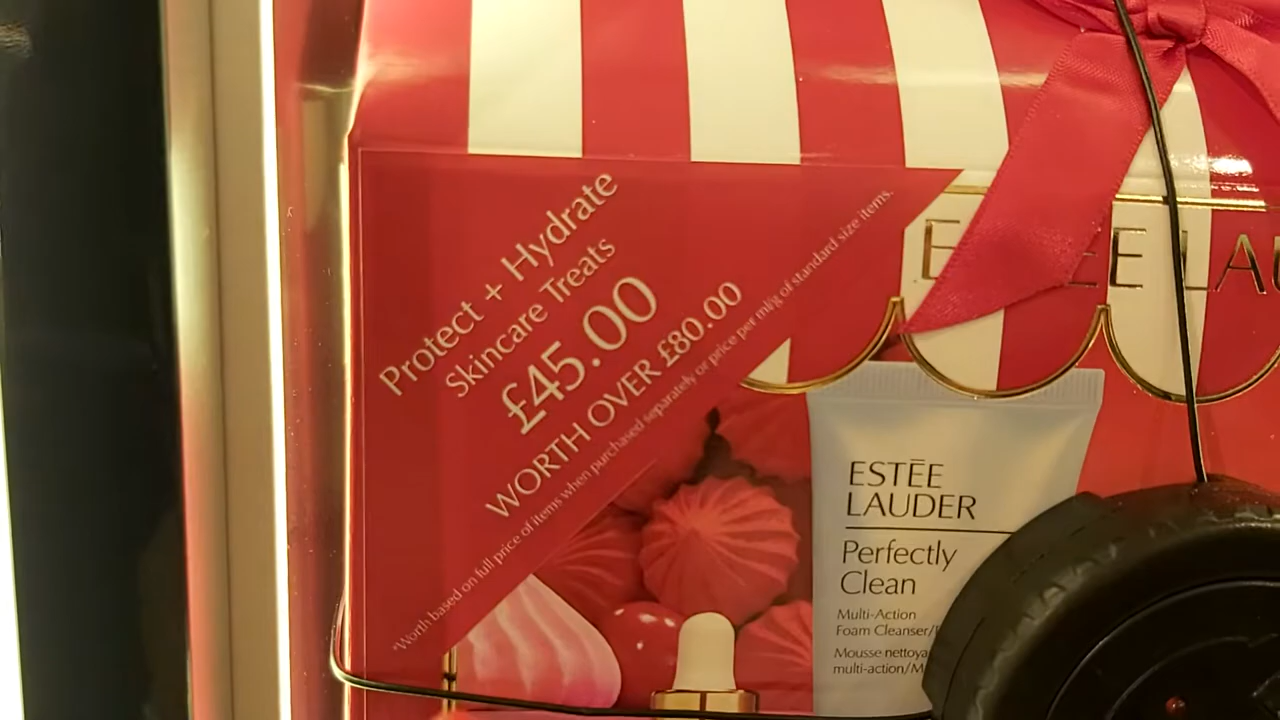 Protect + Hydrate
Skincare Treats
£45.00
WORTH OVER £80.00
*Worth based on full price of items when purchased separately or price per ml/g of standard size items.
ESTĒE
LAUDER
Perfectly
Clean
Multi-Action
Foam Cleanser/
Mousse nettoya
multi-action/M